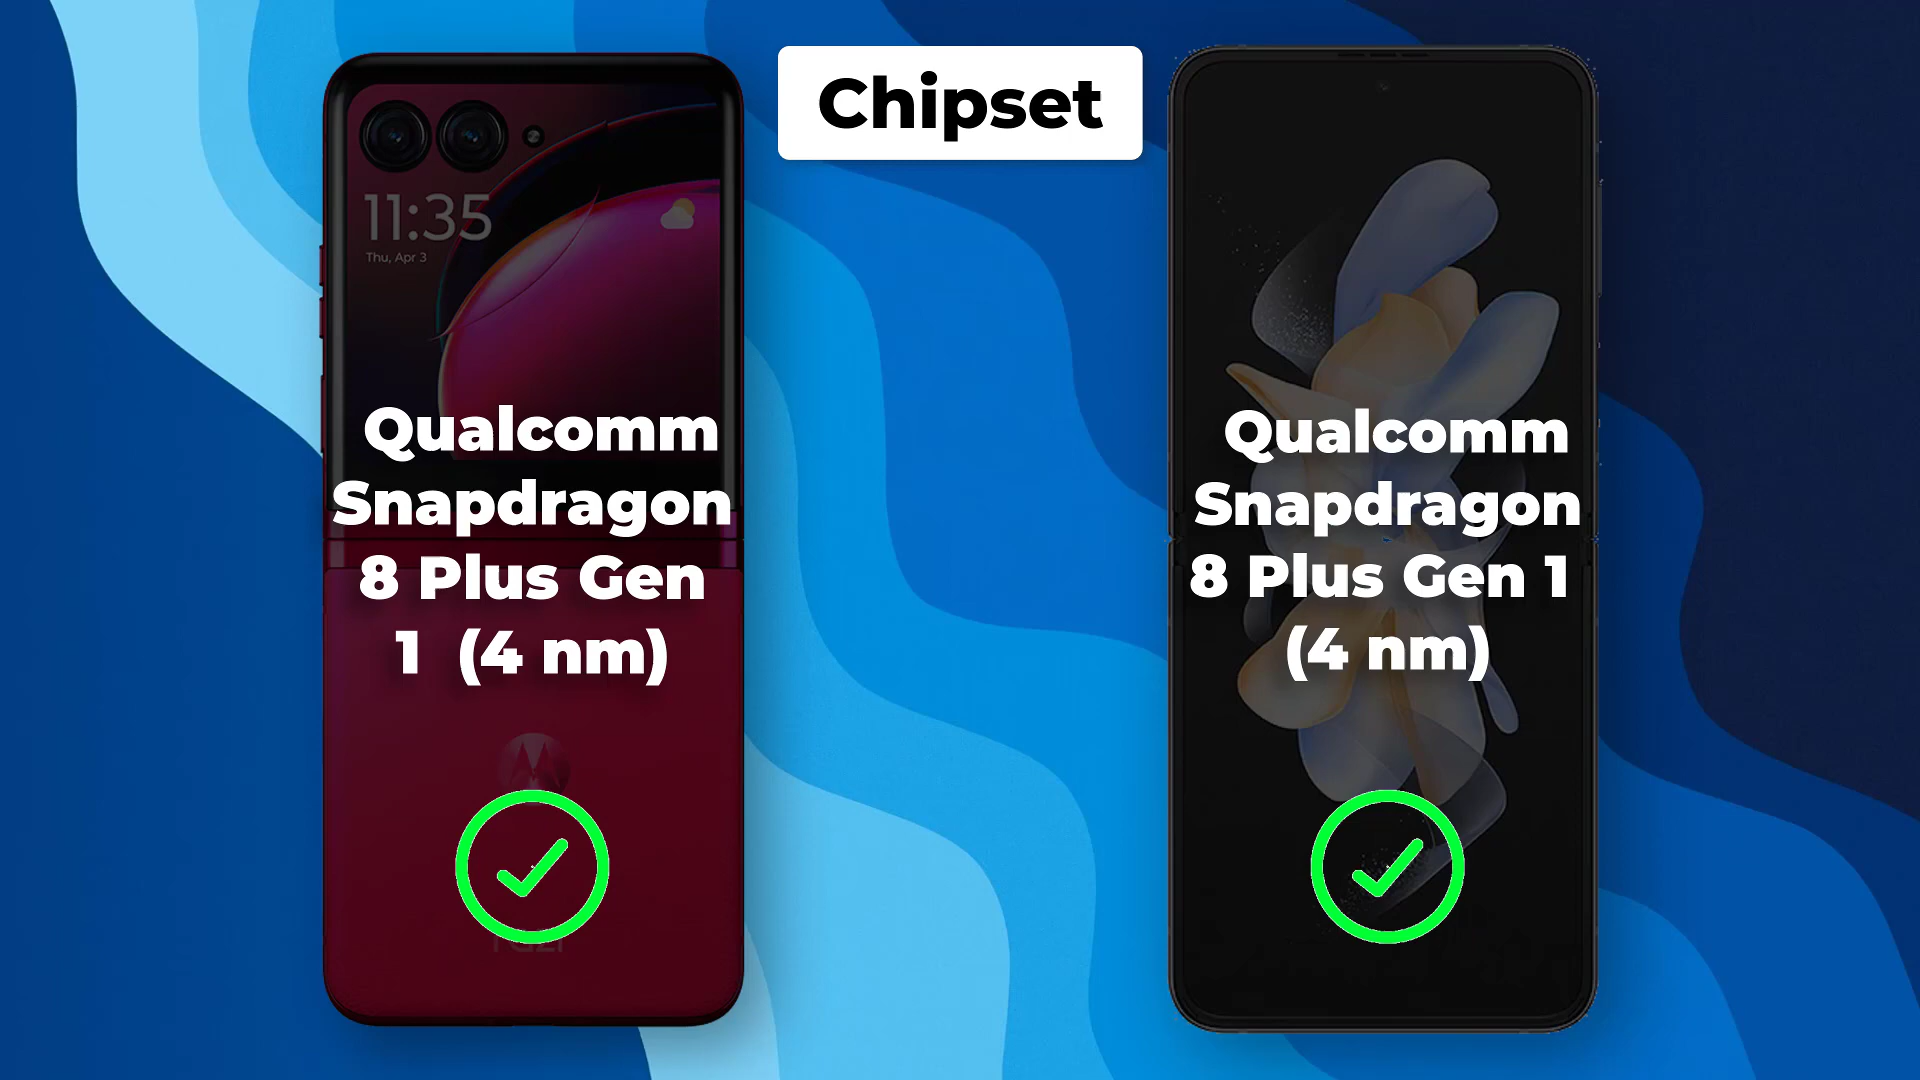 Chipset
11:35
Thu, Apr 3
Qualcomm
Snapdragon
8 Plus Gen
1 (4 nm)
Qualcomm
Snapdragon
8 Plus Gen 1
(4 nm)